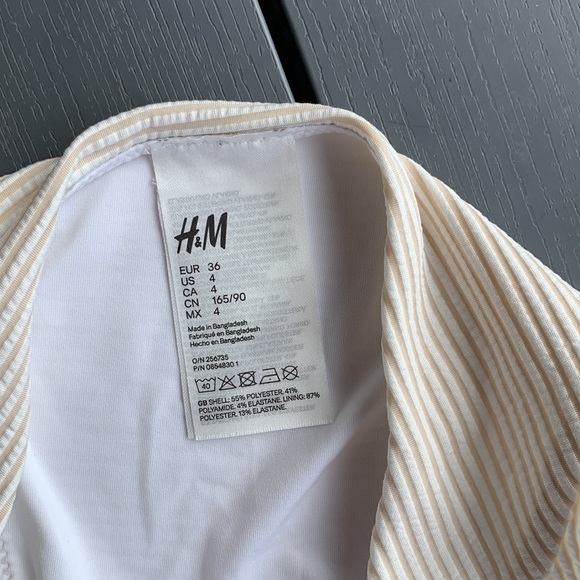 H&M
EUR 36
US 4
CA 4
CN 165/90
MX 4
Made in Bangladesh
Fabriqué en Bangladesh
Hecho en Bangladesh
O/N 256735
P/N 0854830 1
40
GB SHELL: 55% POLYESTER, 41%
POLYAMIDE, 4% ELASTANE. LINING: 87%
POLYESTER, 13% ELASTANE.